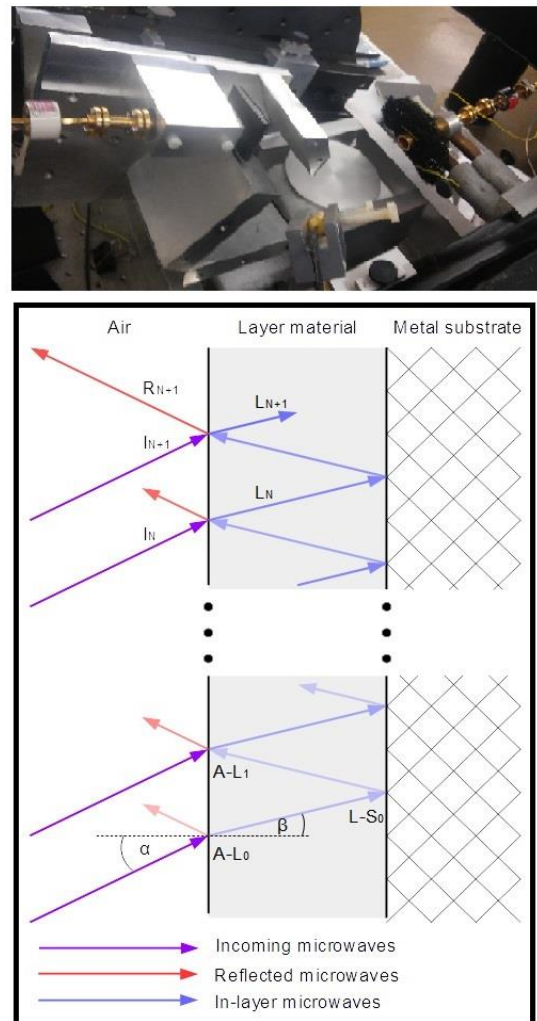 Air Layer material Metal substrate
RN+1
LN+1
IN+1
LN
IN
A-L1
L-S0
β
α
A-L0
Incoming microwaves
Reflected microwaves
In-layer microwaves